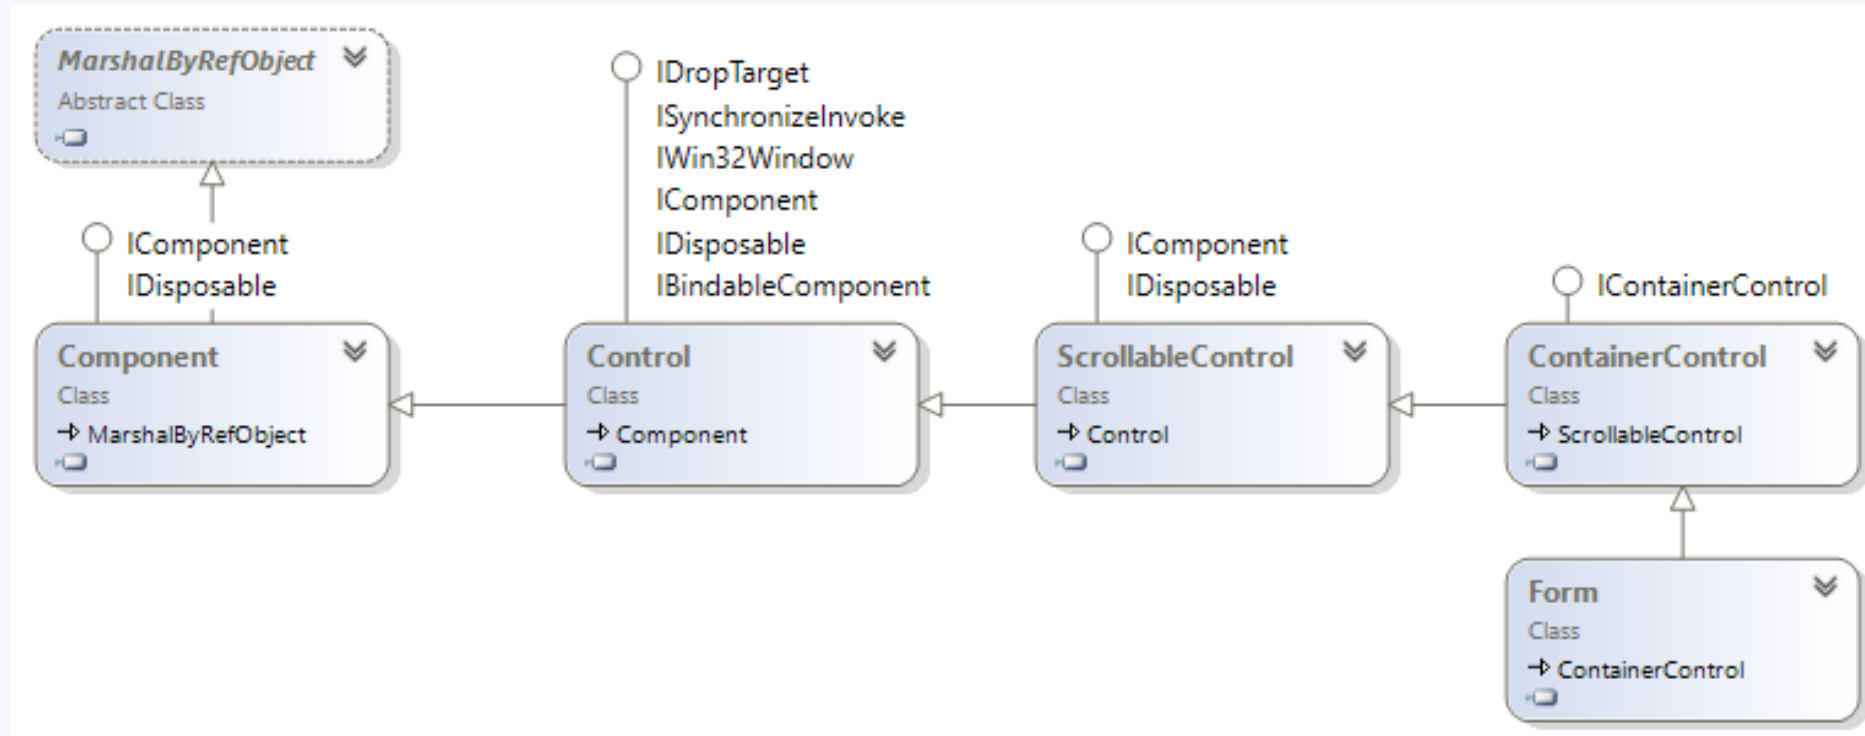 MarshalByRefObject
Abstract Class
IComponent
IDisposable
Component
Class
MarshalByRefObject
IDropTarget
ISynchronizeInvoke
IWin32Window
IComponent
IDisposable
IBindableComponent
Control
Class
Component
IComponent
IDisposable
ScrollableControl
Class
Control
IContainerControl
ContainerControl
Class
ScrollableControl
Form
Class
ContainerControl